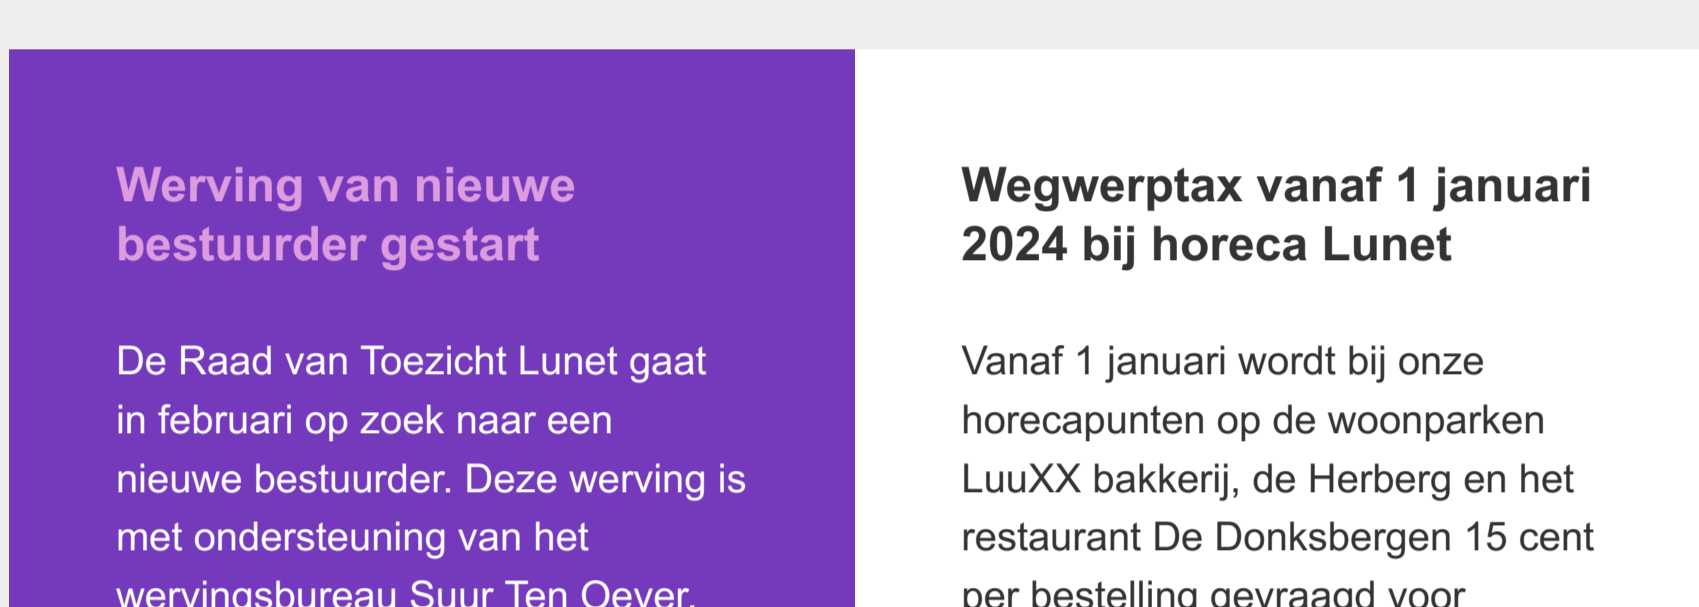 Werving van nieuwe
bestuurder gestart
De Raad van Toezicht Lunet gaat
in februari op zoek naar een
nieuwe bestuurder. Deze werving is
met ondersteuning van het
wervingsbureau Suur Ten Oever.
Wegwerptax vanaf 1 januari
2024 bij horeca Lunet
Vanaf 1 januari wordt bij onze
horecapunten op de woonparken
LuuXX bakkerij, de Herberg en het
restaurant De Donksbergen 15 cent
per bestelling gevraagd voor